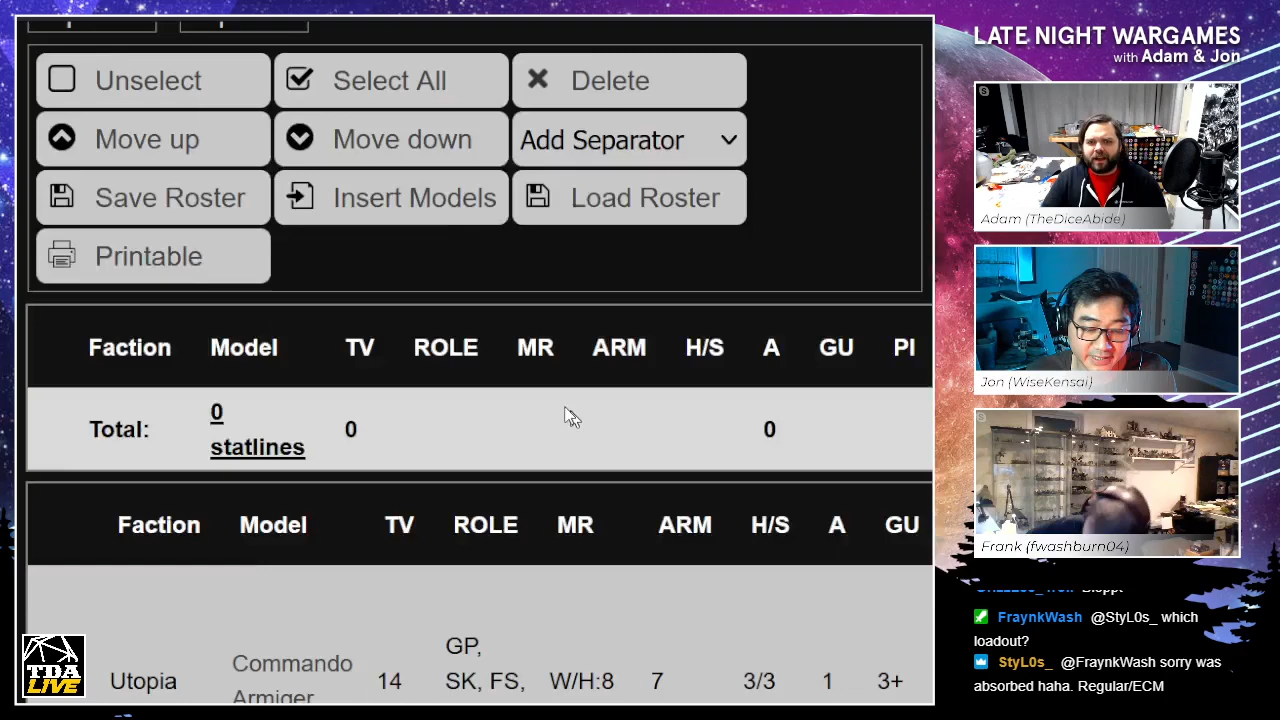 LATE NIGHT WARGAMES
with Adam & Jon
Unselect
Select All
Delete
Move up
Move down
Add Separator
Save Roster
Insert Models
Load Roster
Printable
Faction Model TV ROLE MR ARM H/S A GU PI
Total: 0 statlines 0 0
Faction Model TV ROLE MR ARM H/S A GU
Utopia
Commando
Armiger
14
GP,
SK, FS,
W/H:8
7
3/3
1
3+
TDA
LIVE
Adam (TheDiceAbide)
Jon (WiseKensai)
Frank (fwashburn04)
FraynkWash @StyL0s_ which
loadout?
StyL0s_ @FraynkWash sorry was
absorbed haha. Regular/ECM